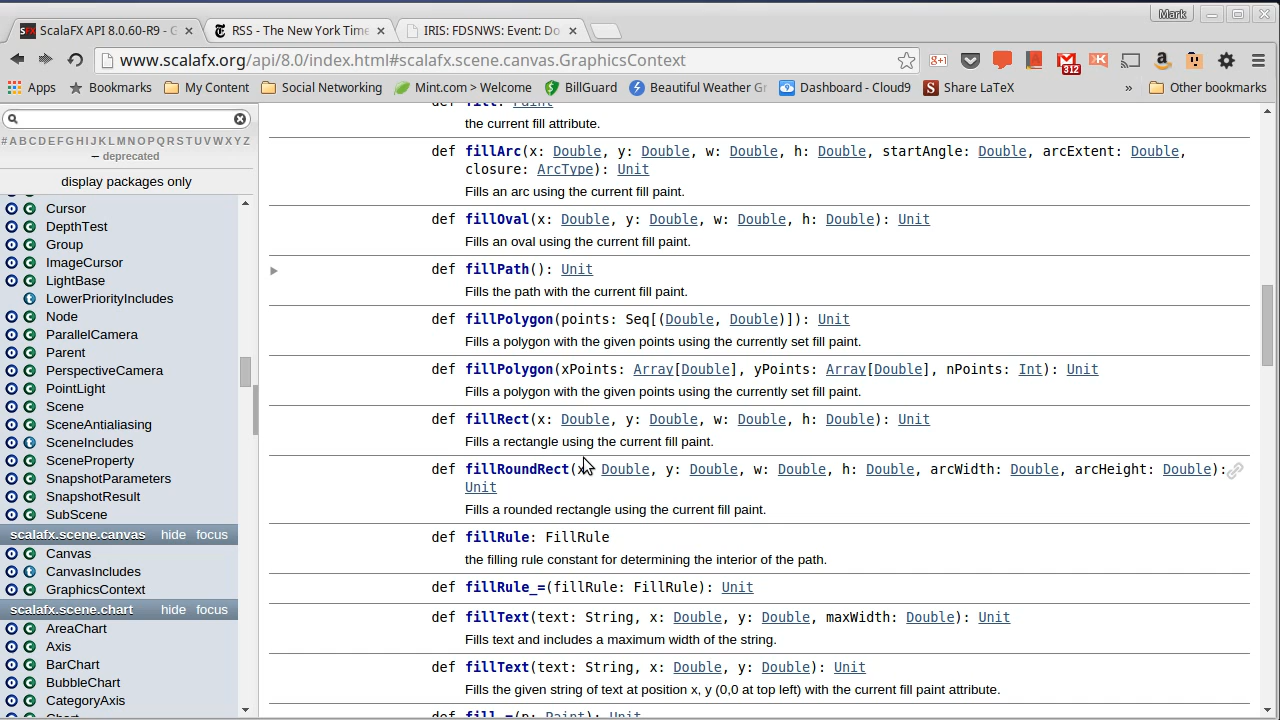 Mark
ScalaFX API 8.0.60-R9 - G
RSS - The New York Time
IRIS: FDSNWS: Event: Do
www.scalafx.org/api/8.0/index.html#scalafx.scene.canvas.GraphicsContext
312
Apps Bookmarks My Content Social Networking Mint.com > Welcome BillGuard Beautiful Weather Gr Dashboard - Cloud9 Share LaTeX » Other bookmarks
#ABCDEFGHIJKLMNOPQRSTUVWXYZ
– deprecated
display packages only
Cursor
DepthTest
Group
ImageCursor
LightBase
LowerPriorityIncludes
Node
ParallelCamera
Parent
PerspectiveCamera
PointLight
Scene
SceneAntialiasing
SceneIncludes
SceneProperty
SnapshotParameters
SnapshotResult
SubScene
scalafx.scene.canvas hide focus
Canvas
CanvasIncludes
GraphicsContext
scalafx.scene.chart hide focus
AreaChart
Axis
BarChart
BubbleChart
CategoryAxis
Chart
def fill: Paint
the current fill attribute.
def fillArc(x: Double, y: Double, w: Double, h: Double, startAngle: Double, arcExtent: Double,
closure: ArcType): Unit
Fills an arc using the current fill paint.
def fillOval(x: Double, y: Double, w: Double, h: Double): Unit
Fills an oval using the current fill paint.
def fillPath(): Unit
Fills the path with the current fill paint.
def fillPolygon(points: Seq[(Double, Double)]): Unit
Fills a polygon with the given points using the currently set fill paint.
def fillPolygon(xPoints: Array[Double], yPoints: Array[Double], nPoints: Int): Unit
Fills a polygon with the given points using the currently set fill paint.
def fillRect(x: Double, y: Double, w: Double, h: Double): Unit
Fills a rectangle using the current fill paint.
def fillRoundRect(x: Double, y: Double, w: Double, h: Double, arcWidth: Double, arcHeight: Double):
Unit
Fills a rounded rectangle using the current fill paint.
def fillRule: FillRule
the filling rule constant for determining the interior of the path.
def fillRule_=(fillRule: FillRule): Unit
def fillText(text: String, x: Double, y: Double, maxWidth: Double): Unit
Fills text and includes a maximum width of the string.
def fillText(text: String, x: Double, y: Double): Unit
Fills the given string of text at position x, y (0,0 at top left) with the current fill paint attribute.
def fill_=(p: Paint): Unit